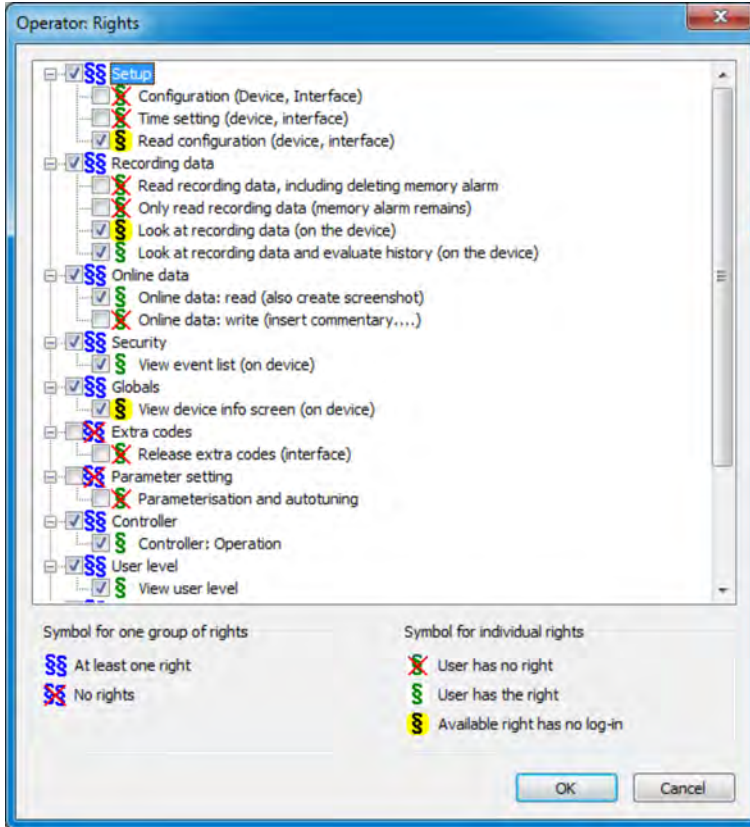 Operator: Rights
§§ Setup
§ Configuration (Device, Interface)
§ Time setting (device, interface)
§ Read configuration (device, interface)
§§ Recording data
§ Read recording data, including deleting memory alarm
§ Only read recording data (memory alarm remains)
§ Look at recording data (on the device)
§ Look at recording data and evaluate history (on the device)
§§ Online data
§ Online data: read (also create screenshot)
§ Online data: write (insert commentary....)
§§ Security
§ View event list (on device)
§§ Globals
§ View device info screen (on device)
§§ Extra codes
§ Release extra codes (interface)
§§ Parameter setting
§ Parameterisation and autotuning
§§ Controller
§ Controller: Operation
§§ User level
§ View user level
Symbol for one group of rights
§§ At least one right
§§ No rights
Symbol for individual rights
§ User has no right
§ User has the right
§ Available right has no log-in
OK
Cancel